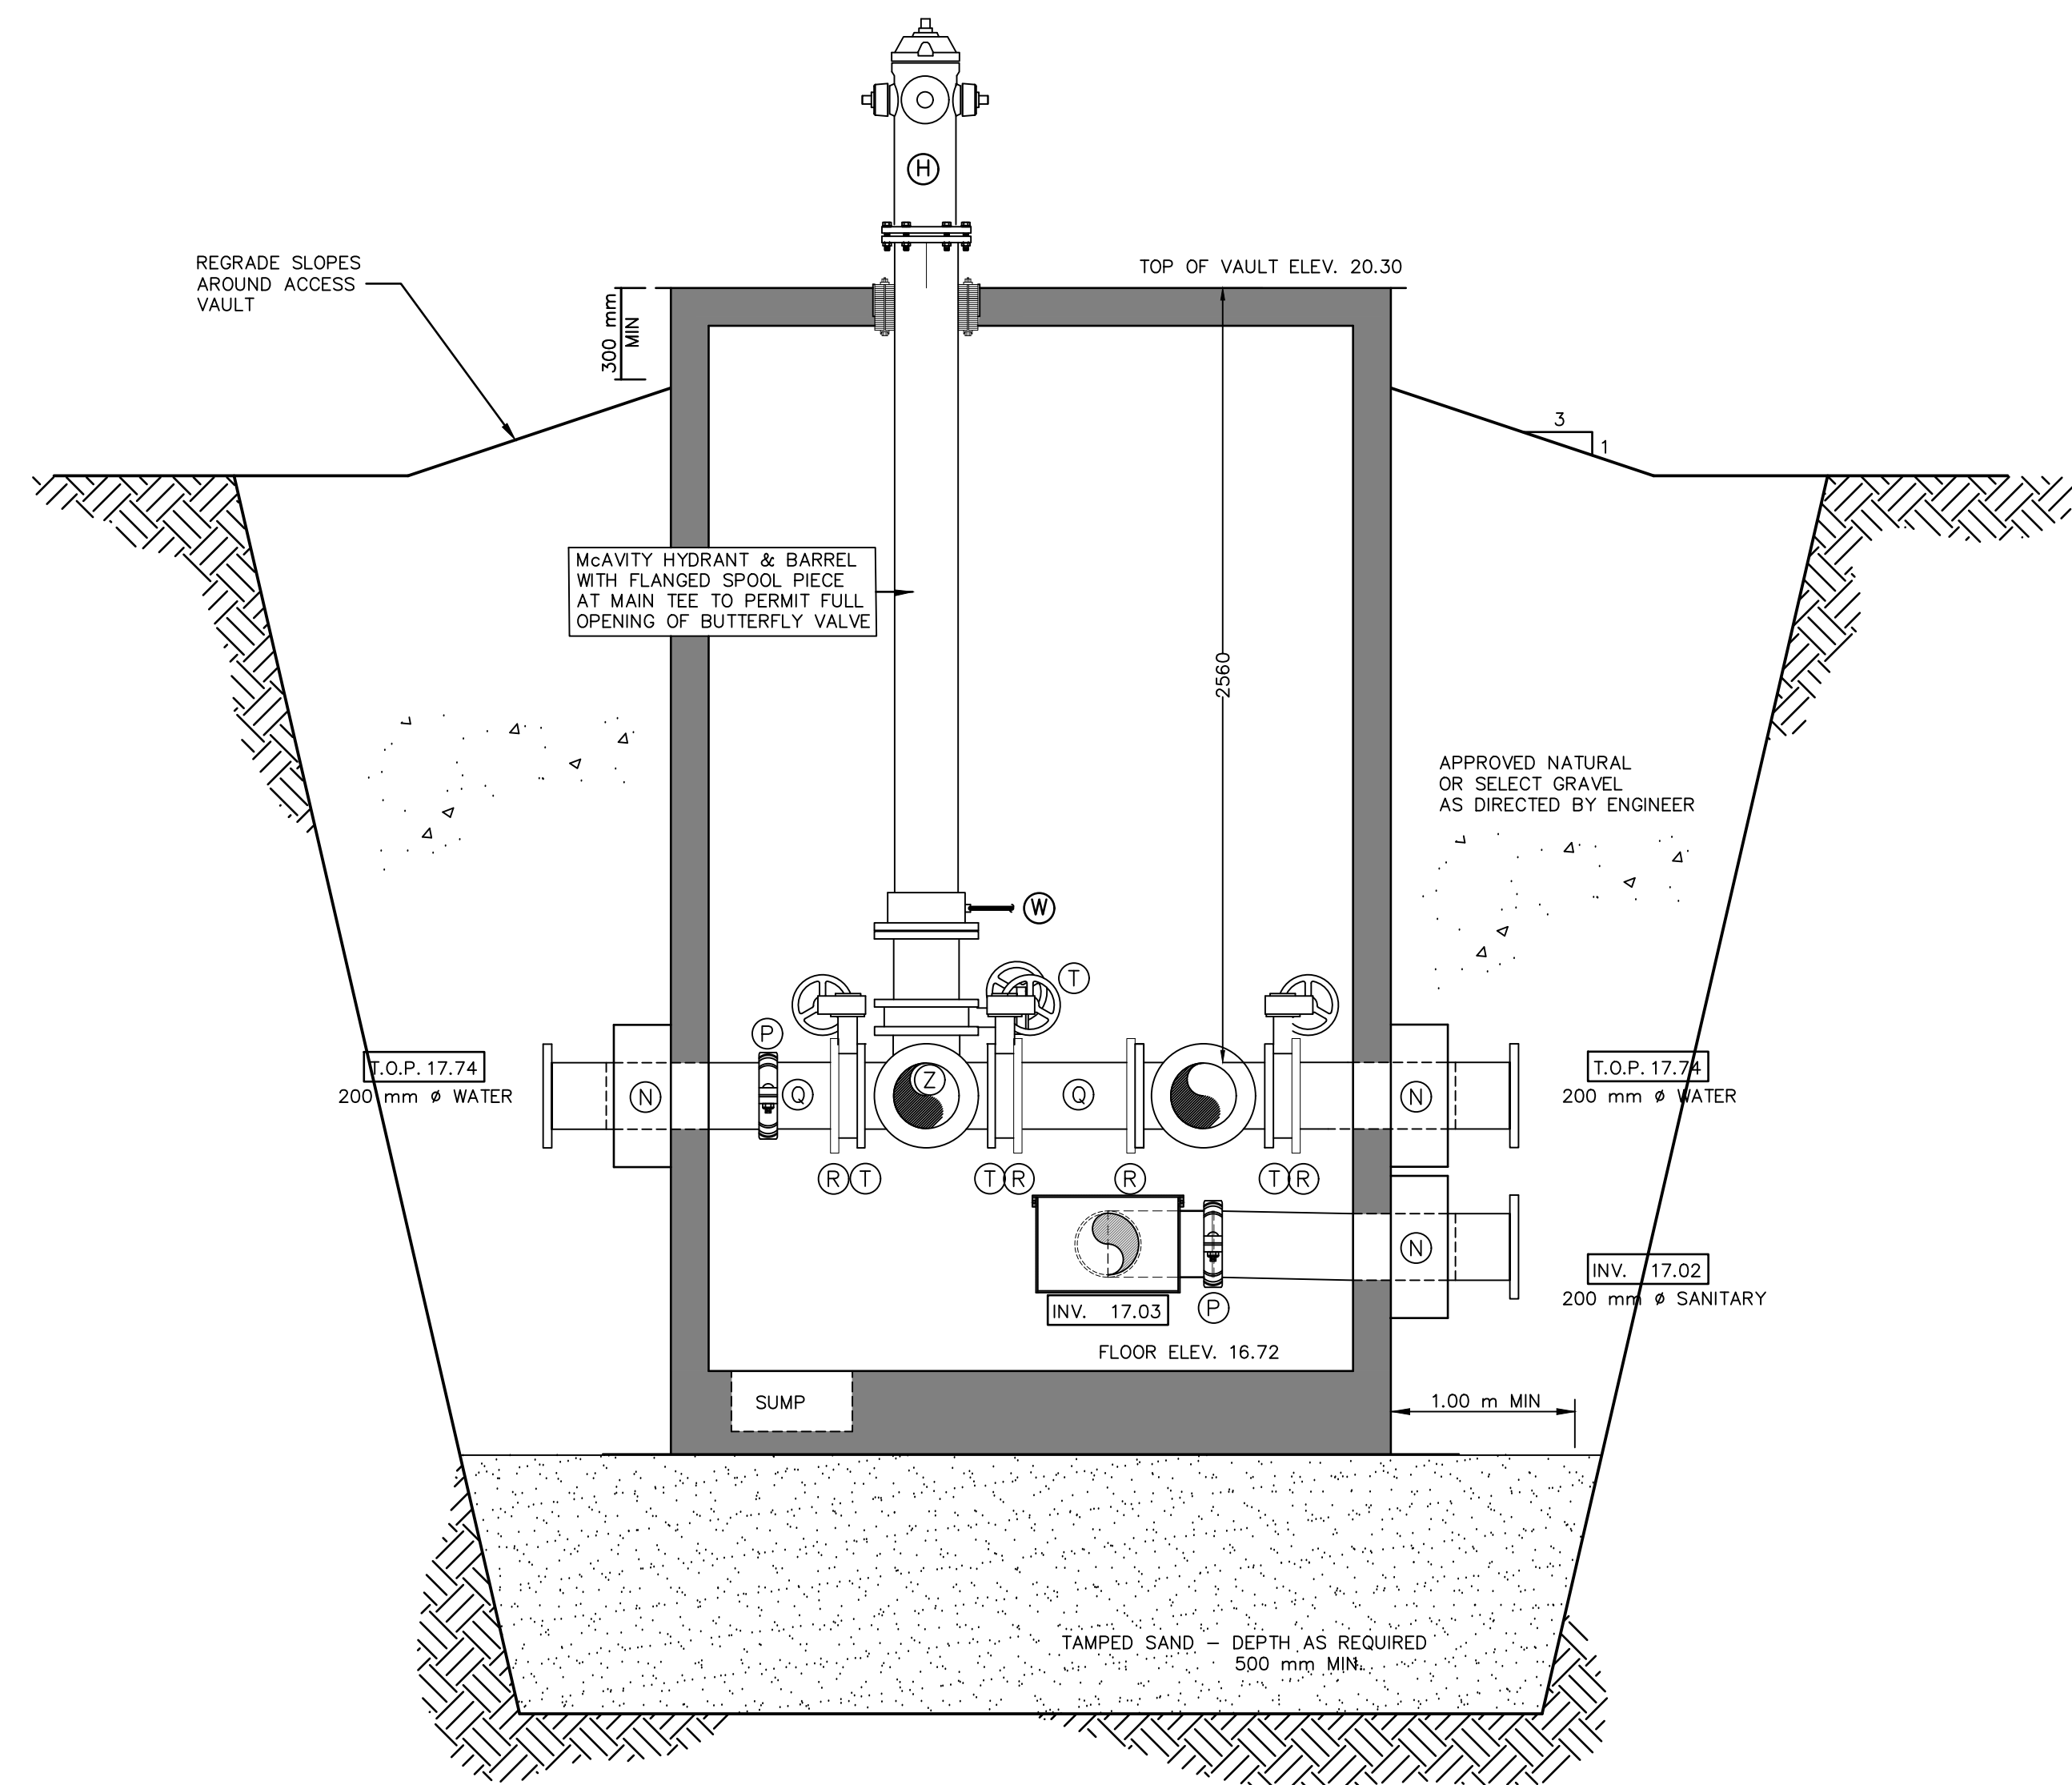 H
TOP OF VAULT ELEV. 20.30
REGRADE SLOPES
AROUND ACCESS
VAULT
300 mm
MIN
3
1
McAVITY HYDRANT & BARREL
WITH FLANGED SPOOL PIECE
AT MAIN TEE TO PERMIT FULL
OPENING OF BUTTERFLY VALVE
2560
APPROVED NATURAL
OR SELECT GRAVEL
AS DIRECTED BY ENGINEER
W
T
P
T.O.P. 17.74
200 mm ø WATER
N
Q
Z
Q
N
T.O.P. 17.74
200 mm ø WATER
R T
T R
R
T R
N
INV. 17.02
200 mm ø SANITARY
INV. 17.03
P
FLOOR ELEV. 16.72
SUMP
1.00 m MIN
TAMPED SAND – DEPTH AS REQUIRED
500 mm MIN.